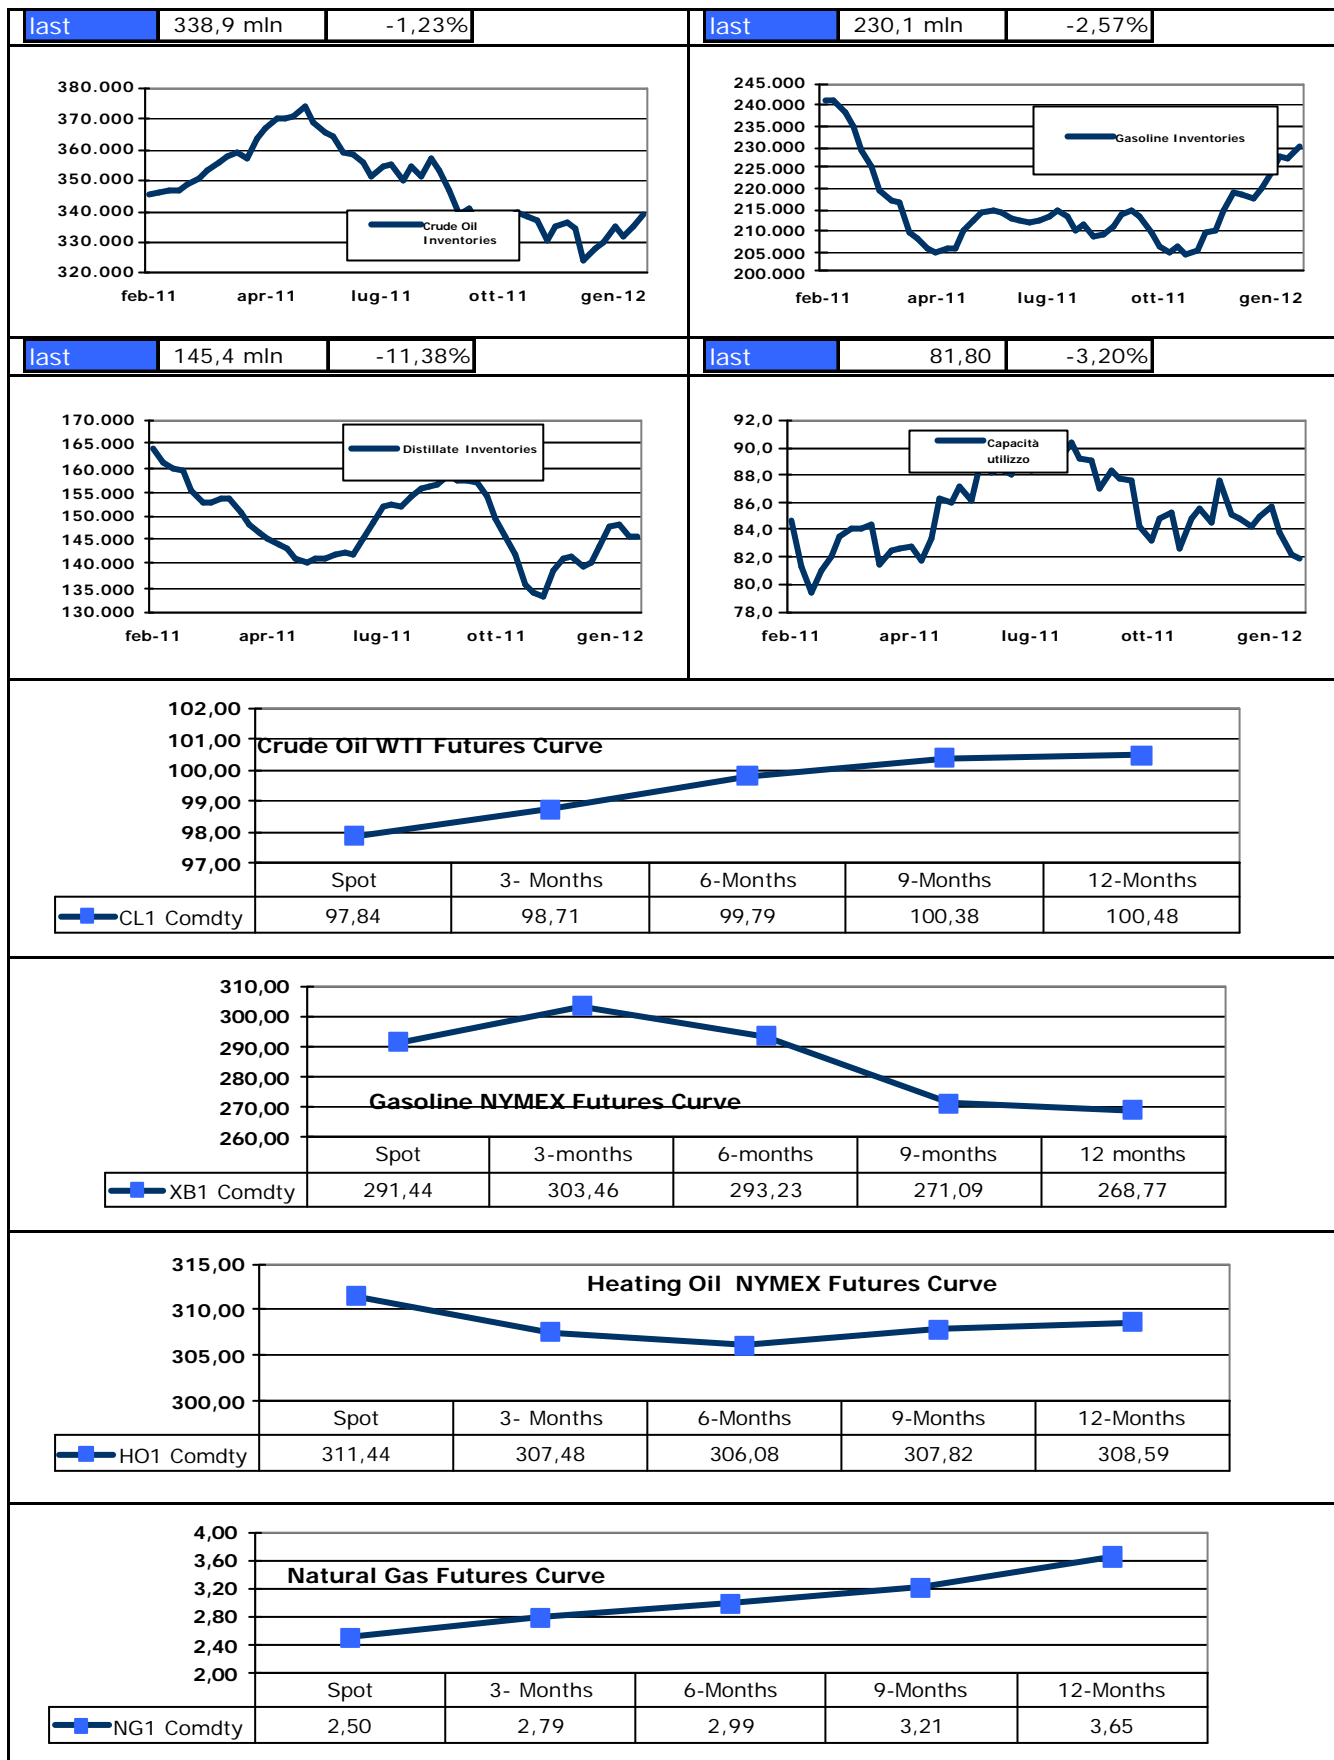 last 338,9 mln -1,23%
last 230,1 mln -2,57%
380.000
370.000
360.000
350.000
340.000
330.000
320.000
Crude Oil
Inventories
feb-11 apr-11 lug-11 ott-11 gen-12
245.000
240.000
235.000
230.000
225.000
220.000
215.000
210.000
205.000
200.000
Gasoline Inventories
feb-11 apr-11 lug-11 ott-11 gen-12
last 145,4 mln -11,38%
last 81,80 -3,20%
170.000
165.000
160.000
155.000
150.000
145.000
140.000
135.000
130.000
Distillate Inventories
feb-11 apr-11 lug-11 ott-11 gen-12
92,0
90,0
88,0
86,0
84,0
82,0
80,0
78,0
Capacità
utilizzo
feb-11 apr-11 lug-11 ott-11 gen-12
102,00
101,00
100,00
99,00
98,00
97,00
Crude Oil WTI Futures Curve
Spot 3- Months 6-Months 9-Months 12-Months
CL1 Comdty 97,84 98,71 99,79 100,38 100,48
310,00
300,00
290,00
280,00
270,00
260,00
Gasoline NYMEX Futures Curve
Spot 3-months 6-months 9-months 12 months
XB1 Comdty 291,44 303,46 293,23 271,09 268,77
315,00
310,00
305,00
300,00
Heating Oil NYMEX Futures Curve
Spot 3- Months 6-Months 9-Months 12-Months
HO1 Comdty 311,44 307,48 306,08 307,82 308,59
4,00
3,60
3,20
2,80
2,40
2,00
Natural Gas Futures Curve
Spot 3- Months 6-Months 9-Months 12-Months
NG1 Comdty 2,50 2,79 2,99 3,21 3,65